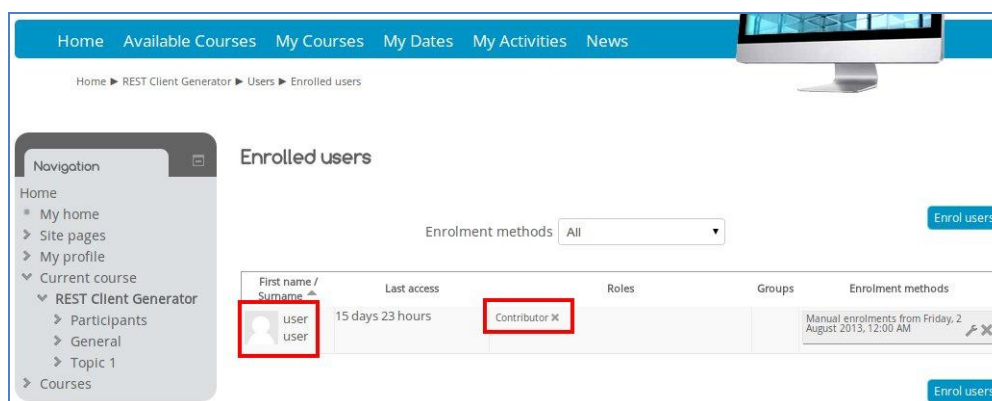 Home Available Courses My Courses My Dates My Activities News
Home ► REST Client Generator ► Users ► Enrolled users
Navigation
Home
My home
Site pages
My profile
Current course
REST Client Generator
Participants
General
Topic 1
Courses
Enrolled users
Enrol users
Enrolment methods All
First name / Surname Last access Roles Groups Enrolment methods
user
user
15 days 23 hours
Contributor
Manual enrolments from Friday, 2
August 2013, 12:00 AM
Enrol users